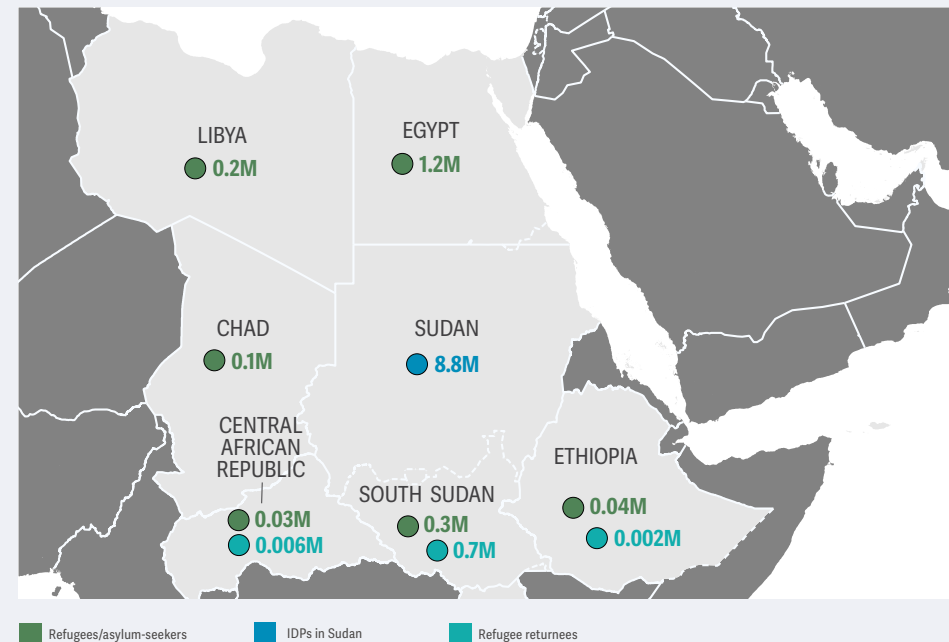 LIBYA
0.2M
EGYPT
1.2M
CHAD
0.1M
SUDAN
8.8M
CENTRAL
AFRICAN
REPUBLIC
0.03M
0.006M
SOUTH SUDAN
0.3M
0.7M
ETHIOPIA
0.04M
0.002M
Refugees/asylum-seekers
IDPs in Sudan
Refugee returnees